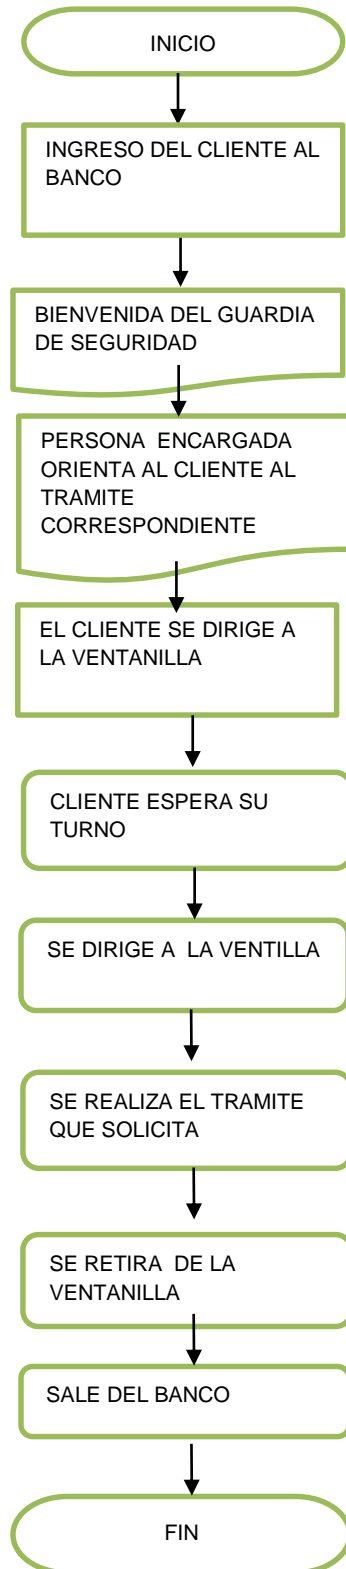 INICIO
INGRESO DEL CLIENTE AL
BANCO
BIENVENIDA DEL GUARDIA
DE SEGURIDAD
PERSONA ENCARGADA
ORIENTA AL CLIENTE AL
TRAMITE
CORRESPONDIENTE
EL CLIENTE SE DIRIGE A
LA VENTANILLA
CLIENTE ESPERA SU
TURNO
SE DIRIGE A LA VENTILLA
SE REALIZA EL TRAMITE
QUE SOLICITA
SE RETIRA DE LA
VENTANILLA
SALE DEL BANCO
FIN